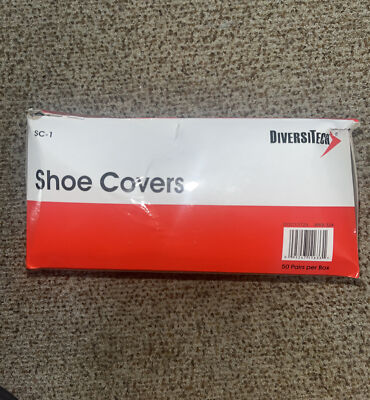 SC-1
DIVERSITECH
Shoe Covers
50 Pairs per Box